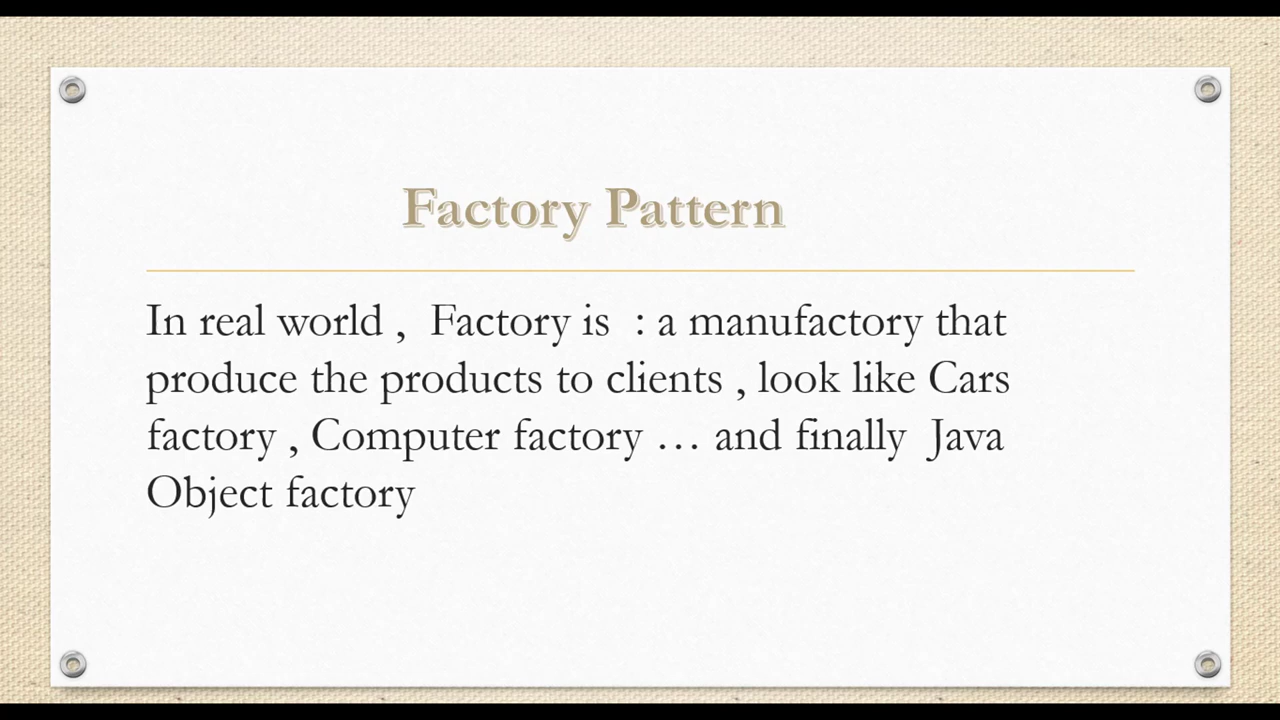 Factory Pattern
In real world ,  Factory is  : a manufactory that
produce the products to clients , look like Cars
factory , Computer factory … and finally  Java
Object factory